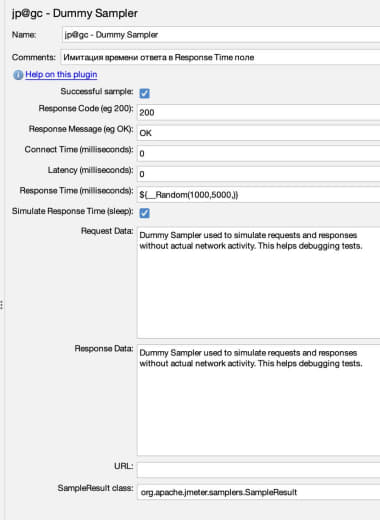 jp@gc - Dummy Sampler
Name: jp@gc - Dummy Sampler
Comments: Имитация времени ответа в Response Time поле
Help on this plugin
Successful sample:
Response Code (eg 200): 200
Response Message (eg OK): OK
Connect Time (milliseconds): 0
Latency (milliseconds): 0
Response Time (milliseconds): ${__Random(1000,5000,)}
Simulate Response Time (sleep):
Request Data: Dummy Sampler used to simulate requests and responses
without actual network activity. This helps debugging tests.
Response Data: Dummy Sampler used to simulate requests and responses
without actual network activity. This helps debugging tests.
URL:
SampleResult class: org.apache.jmeter.samplers.SampleResult